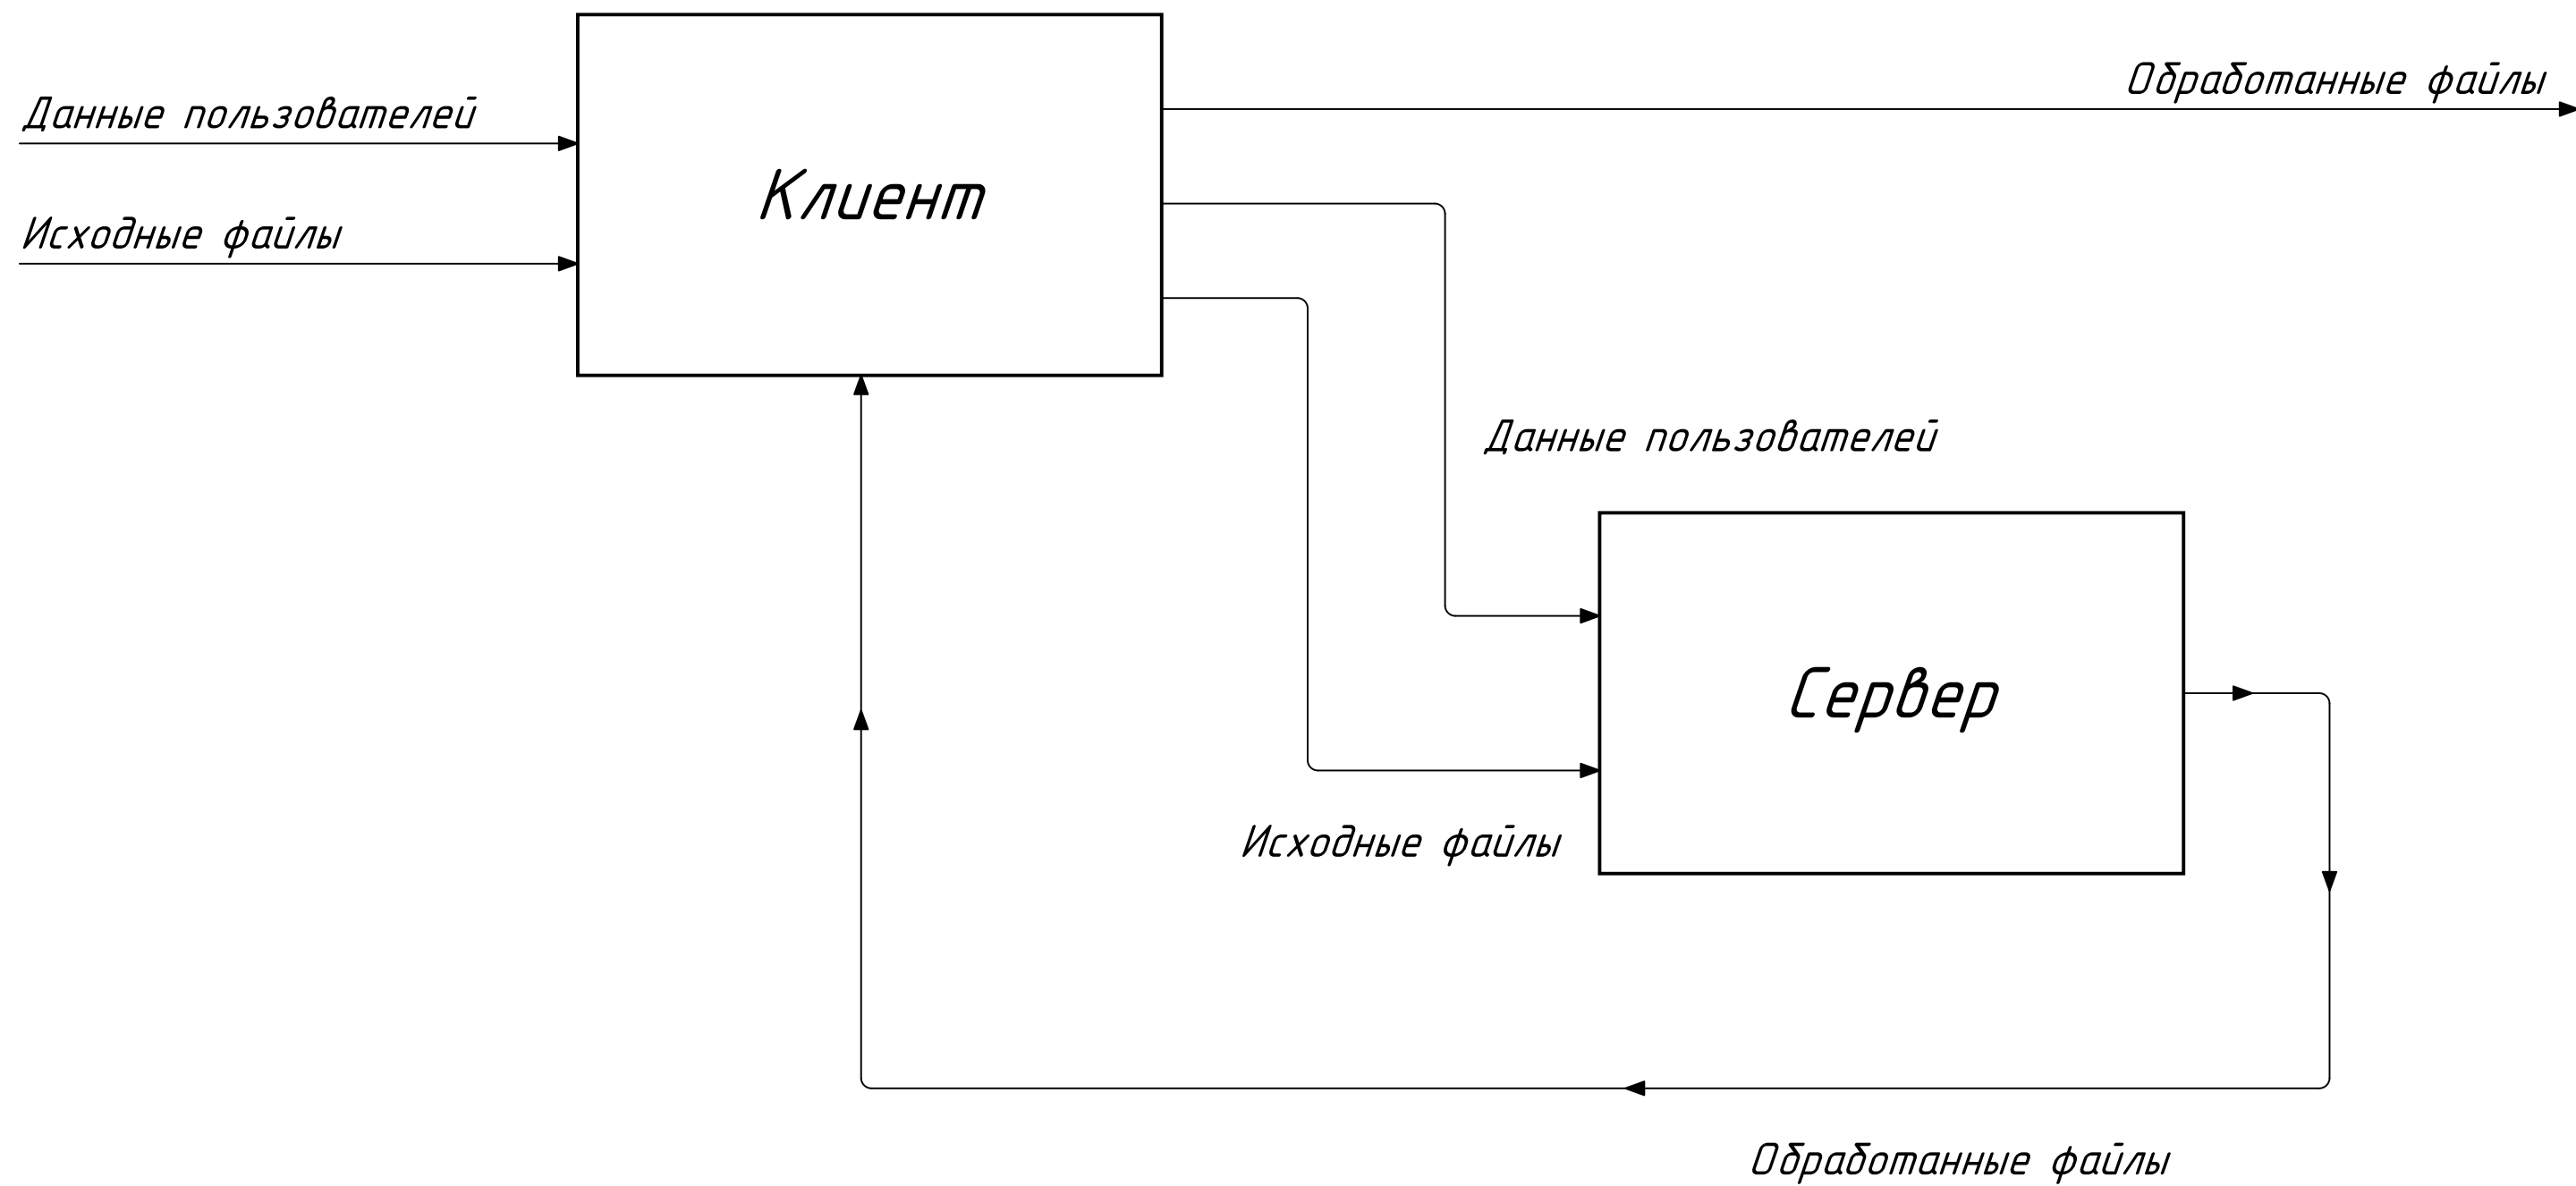 Обработанные файлы
Данные пользователей
Клиент
Исходные файлы
Данные пользователей
Сервер
Исходные файлы
Обработанные файлы